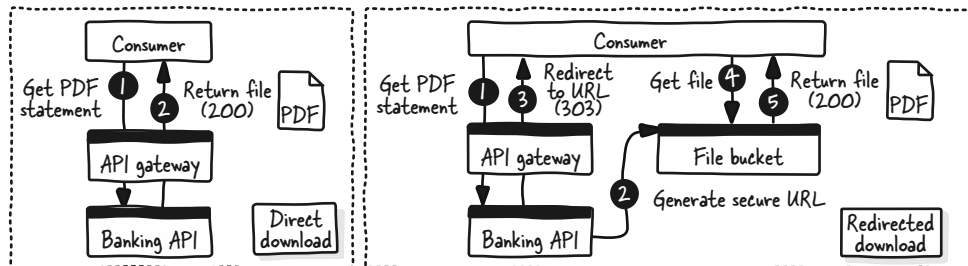 Consumer
Get PDF
statement
1
2
Return file
(200)
PDF
API gateway
Banking API
Direct
download
Consumer
Get PDF
statement
1
3
Redirect
to URL
(303)
Get file
4
5
Return file
(200)
PDF
API gateway
File bucket
2
Generate secure URL
Banking API
Redirected
download